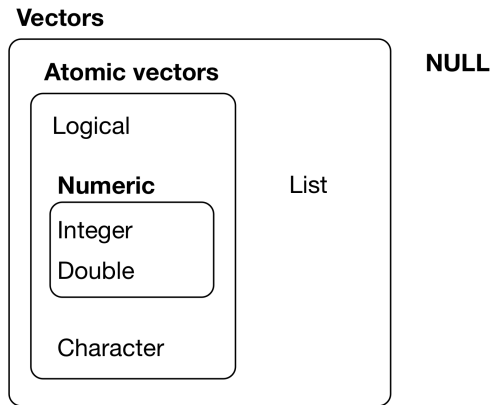 Vectors
NULL
Atomic vectors
Logical
Numeric
List
Integer
Double
Character